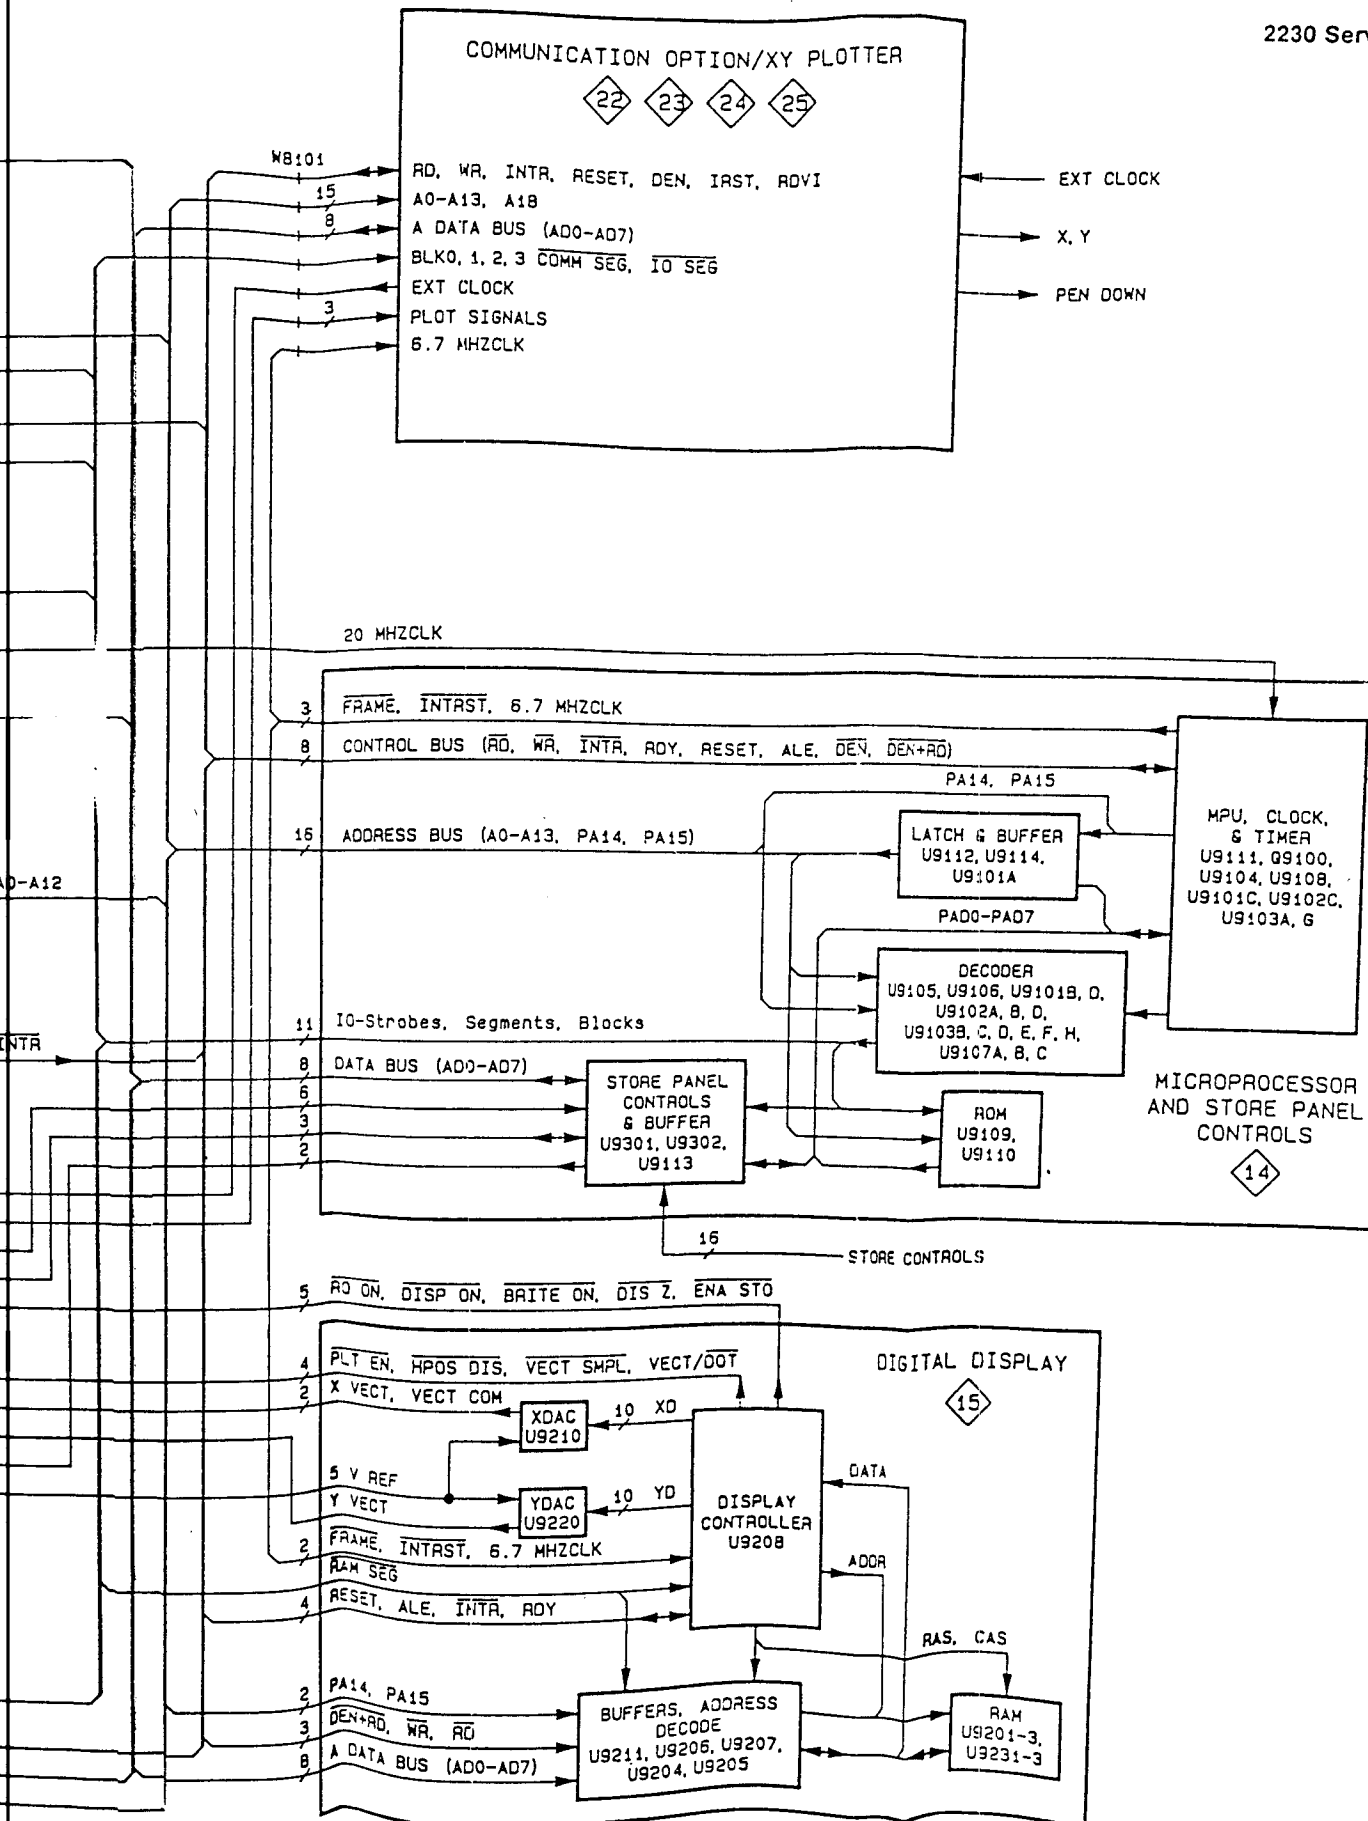 2230 Serv
COMMUNICATION OPTION/XY PLOTTER
22 23 24 25
W8101
RD, WR, INTR, RESET, DEN, IRST, RDVI
15
A0-A13, A18
8
A DATA BUS (AD0-AD7)
BLK0, 1, 2, 3 COMM SEG, IO SEG
EXT CLOCK
3
PLOT SIGNALS
6.7 MHZCLK
EXT CLOCK
X, Y
PEN DOWN
20 MHZCLK
3
FRAME, INTRST, 6.7 MHZCLK
8
CONTROL BUS (RD, WR, INTR, RDY, RESET, ALE, DEN, DEN+RD)
PA14, PA15
16
ADDRESS BUS (A0-A13, PA14, PA15)
LATCH & BUFFER
U9112, U9114,
U9101A
MPU, CLOCK,
& TIMER
U9111, Q9100,
U9104, U9108,
U9101C, U9102C,
U9103A, G
A0-A12
PAD0-PAD7
DECODER
U9105, U9106, U9101B, D,
U9102A, B, D,
U9103B, C, D, E, F, H,
U9107A, B, C
11
IO-Strobes, Segments, Blocks
INTR
8
DATA BUS (AD0-AD7)
6
3
2
STORE PANEL
CONTROLS
& BUFFER
U9301, U9302,
U9113
ROM
U9109,
U9110
MICROPROCESSOR
AND STORE PANEL
CONTROLS
14
16
STORE CONTROLS
5
RO ON, DISP ON, BRITE ON, DIS Z, ENA STO
4
PLT EN, HPOS DIS, VECT SMPL, VECT/DOT
DIGITAL DISPLAY
15
2
X VECT, VECT COM
XDAC
U9210
10 XD
5 V REF
Y VECT
YDAC
U9220
10 YD
DISPLAY
CONTROLLER
U9208
DATA
ADDR
2
FRAME, INTRST, 6.7 MHZCLK
RAM SEG
4
RESET, ALE, INTR, RDY
RAS, CAS
2
PA14, PA15
3
DEN+RD, WR, RD
8
A DATA BUS (AD0-AD7)
BUFFERS, ADDRESS
DECODE
U9211, U9206, U9207,
U9204, U9205
RAM
U9201-3,
U9231-3